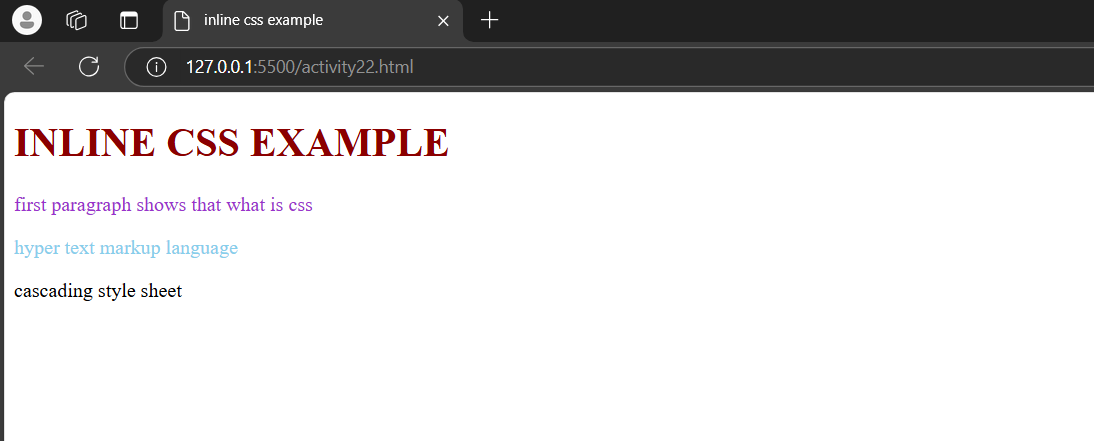 inline css example
127.0.0.1:5500/activity22.html
INLINE CSS EXAMPLE
first paragraph shows that what is css
hyper text markup language
cascading style sheet